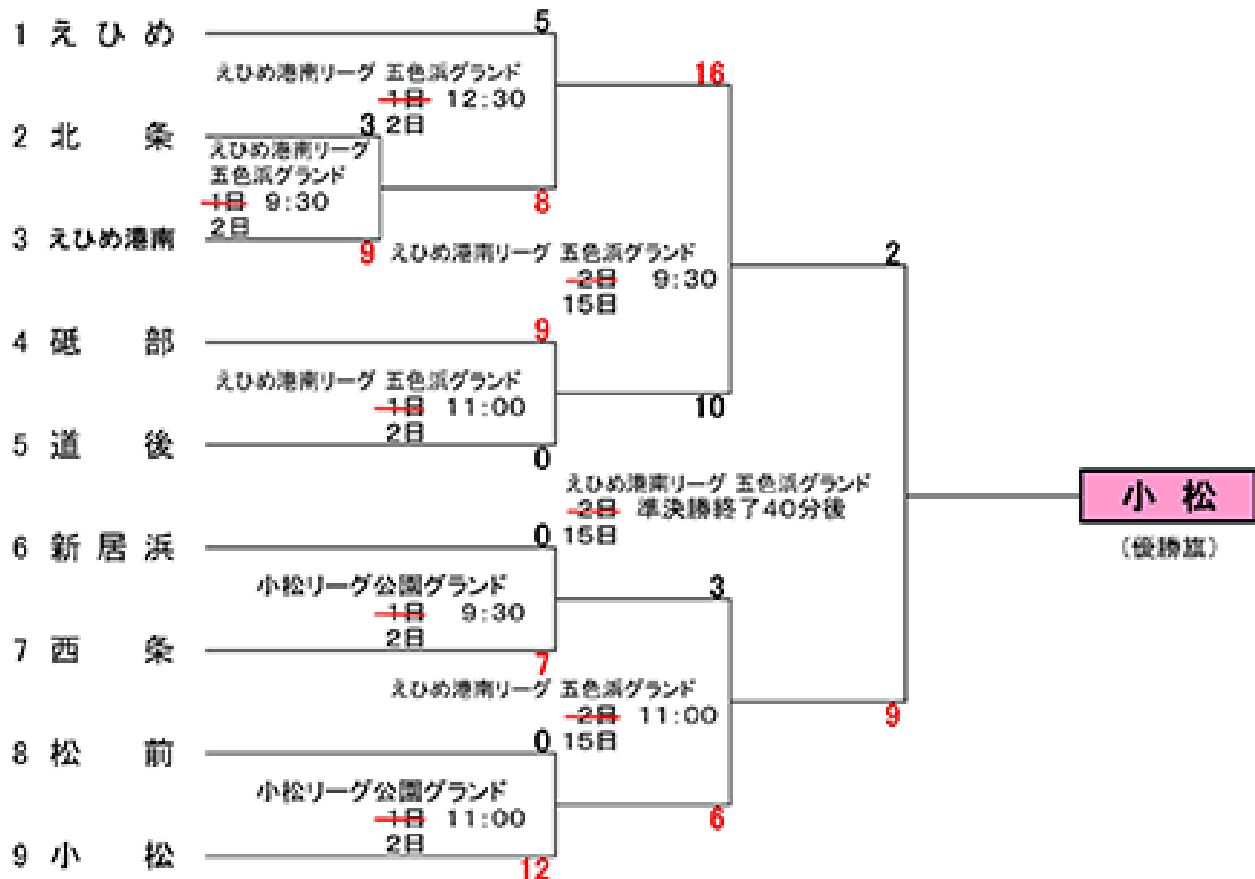 1 えひめ
5
えひめ港南リーグ 五色浜グランド
1日 12:30
2日
16
2 北条
3
えひめ港南リーグ
五色浜グランド
1日 9:30
2日
8
3 えひめ港南
9
えひめ港南リーグ 五色浜グランド
2日 9:30
15日
2
4 砥部
9
えひめ港南リーグ 五色浜グランド
1日 11:00
2日
10
5 道後
0
えひめ港南リーグ 五色浜グランド
2日 準決勝終了40分後
15日
小松
(優勝旗)
6 新居浜
0
小松リーグ公園グランド
1日 9:30
2日
3
7 西条
7
えひめ港南リーグ 五色浜グランド
2日 11:00
15日
9
8 松前
0
小松リーグ公園グランド
1日 11:00
2日
6
9 小松
12